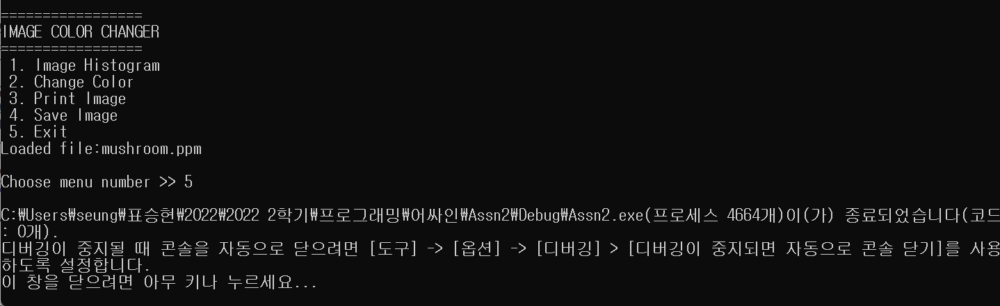 =================
IMAGE COLOR CHANGER
=================
1. Image Histogram
2. Change Color
3. Print Image
4. Save Image
5. Exit
Loaded file:mushroom.ppm
Choose menu number >> 5
C:₩Users₩seung₩표승현₩2022₩2022 2학기₩프로그래밍₩어싸인₩Assn2₩Debug₩Assn2.exe(프로세스 4664개)이(가) 종료되었습니다(코드
: 0개).
디버깅이 중지될 때 콘솔을 자동으로 닫으려면 [도구] -> [옵션] -> [디버깅] > [디버깅이 중지되면 자동으로 콘솔 닫기]를 사용
하도록 설정합니다.
이 창을 닫으려면 아무 키나 누르세요...